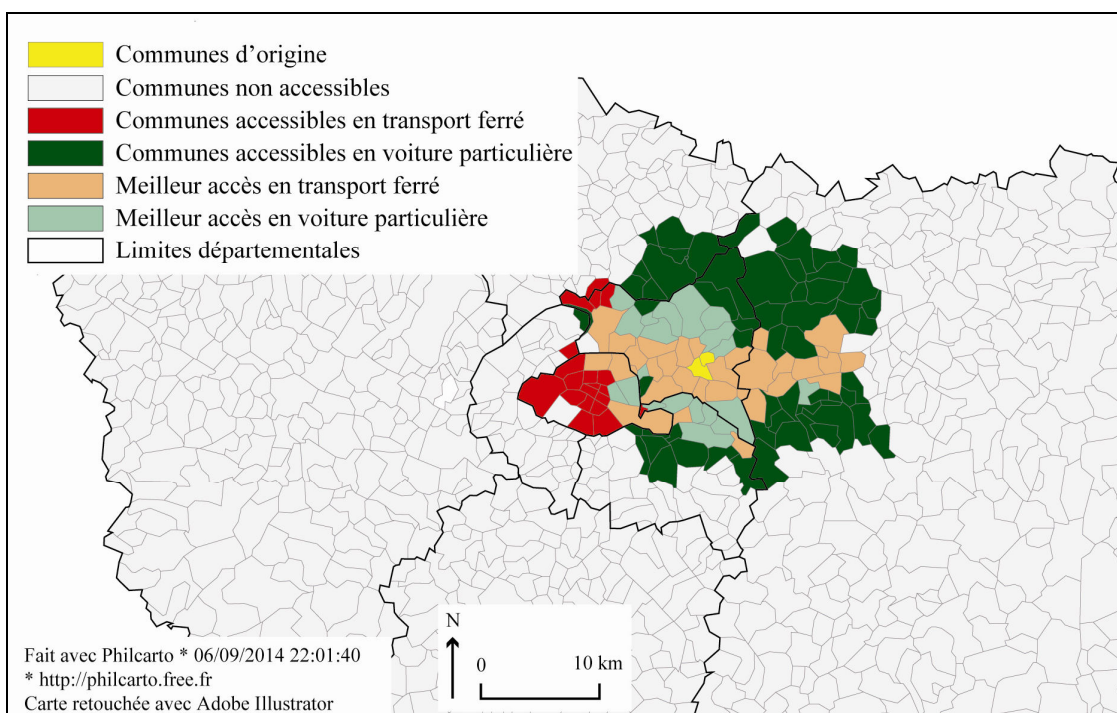 Communes d'origine
Communes non accessibles
Communes accessibles en transport ferré
Communes accessibles en voiture particulière
Meilleur accès en transport ferré
Meilleur accès en voiture particulière
Limites départementales
N
0 10 km
Fait avec Philcarto * 06/09/2014 22:01:40
* http://philcarto.free.fr
Carte retouchée avec Adobe Illustrator